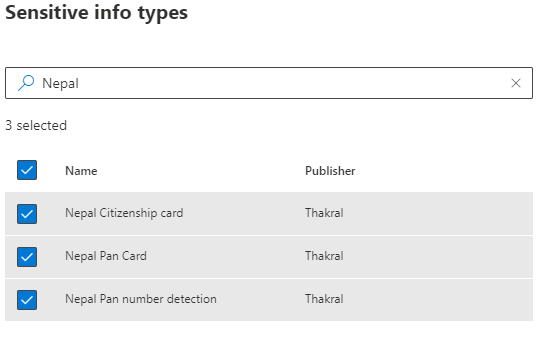 Sensitive info types
Nepal
3 selected
Name Publisher
Nepal Citizenship card Thakral
Nepal Pan Card Thakral
Nepal Pan number detection Thakral